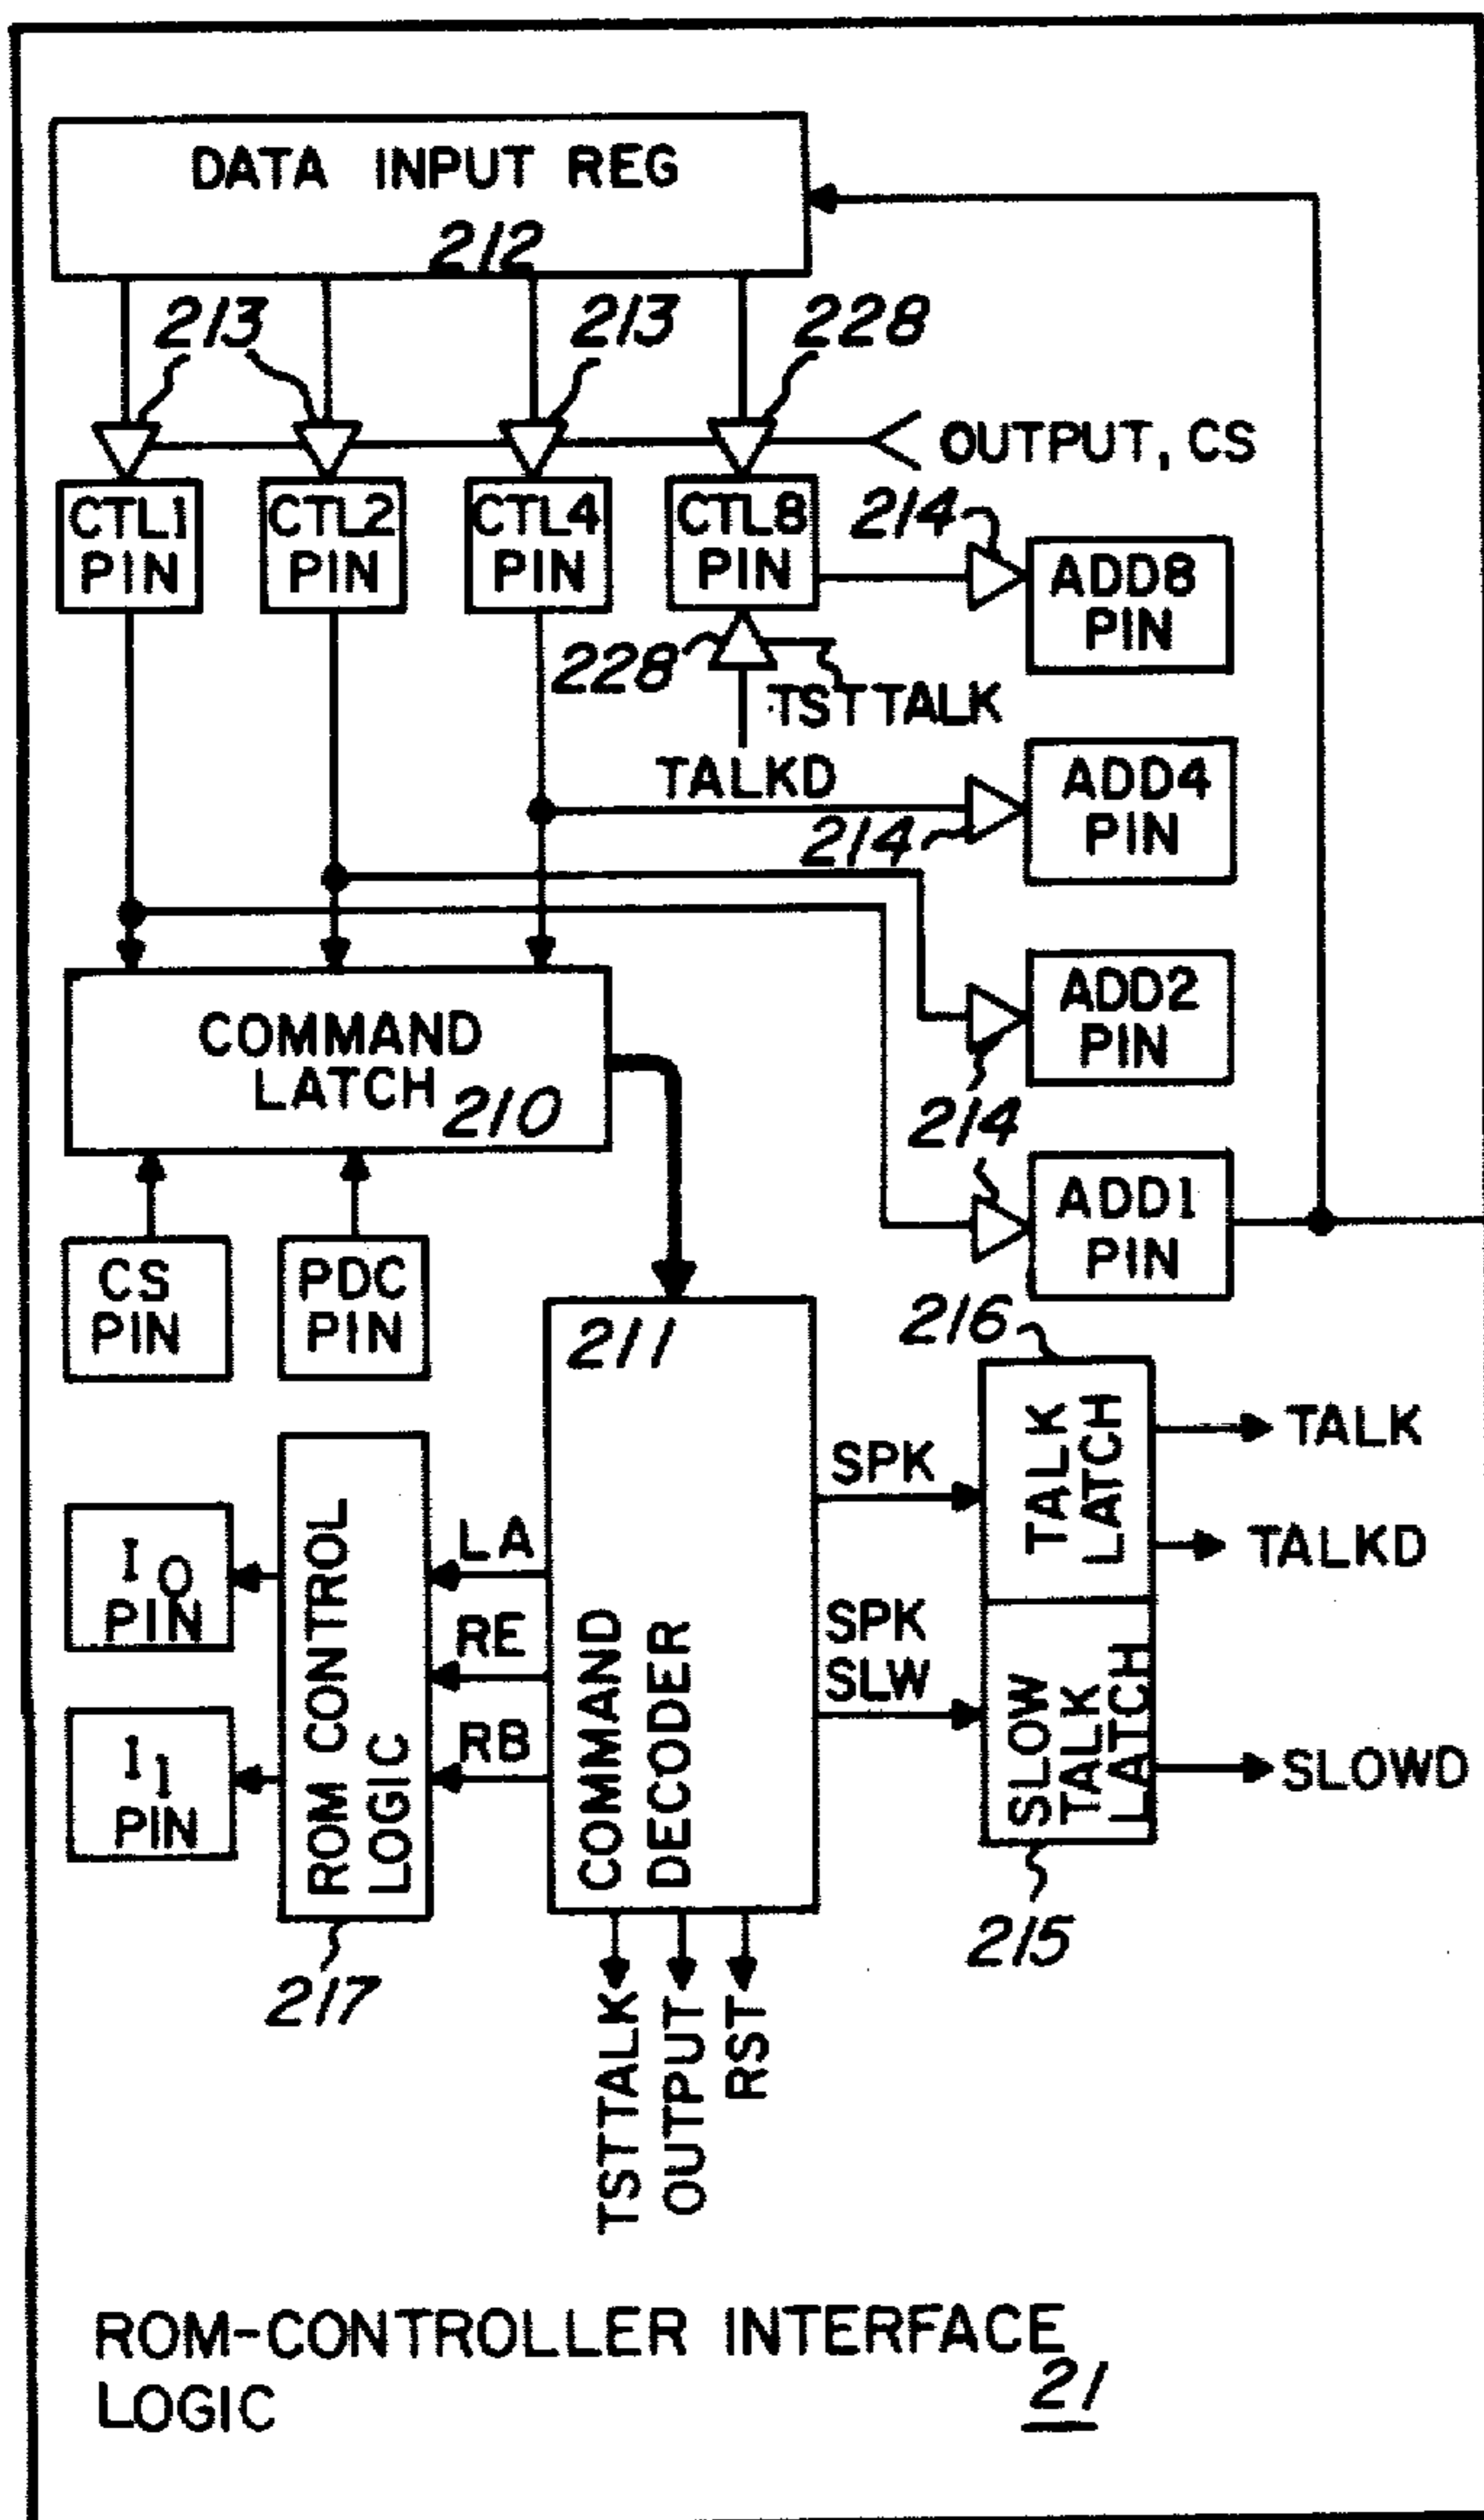 DATA INPUT REG
212
213
213
228
OUTPUT, CS
CTL1
PIN
CTL2
PIN
CTL4
PIN
CTL8
PIN
214
ADD8
PIN
228
TSTTALK
TALKD
ADD4
PIN
214
COMMAND
LATCH 210
ADD2
PIN
214
ADD1
PIN
CS
PIN
PDC
PIN
211
216
COMMAND
DECODER
SPK
TALK
LATCH
TALK
TALKD
I0
PIN
I1
PIN
ROM CONTROL
LOGIC
LA
RE
RB
SPK
SLW
SLOW
TALK
LATCH
SLOWD
217
215
TSTTALK
OUTPUT
RST
ROM-CONTROLLER INTERFACE
LOGIC
21